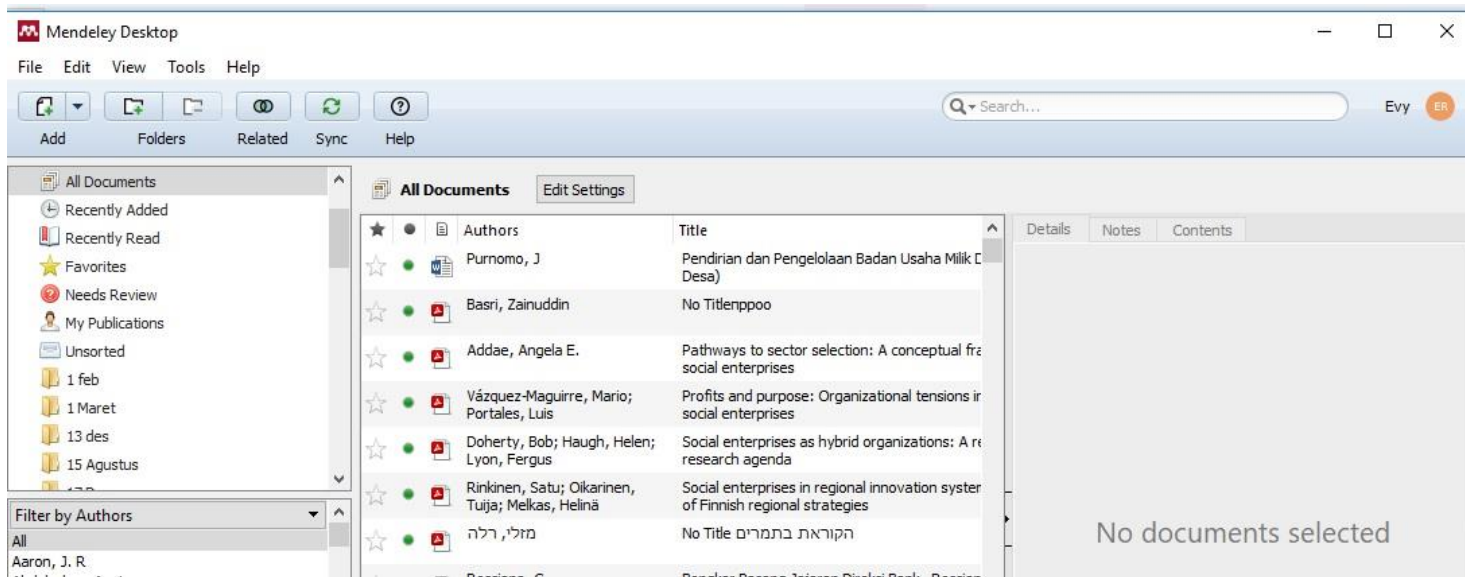 Mendeley Desktop
File Edit View Tools Help
Search...
Evy ER
Add Folders Related Sync Help
All Documents
Recently Added
Recently Read
Favorites
Needs Review
My Publications
Unsorted
1 feb
1 Maret
13 des
15 Agustus
Filter by Authors
All
Aaron, J. R
All Documents Edit Settings
Authors Title
Purnomo, J Pendirian dan Pengelolaan Badan Usaha Milik
Desa)
Basri, Zainuddin No Titlenppoo
Addae, Angela E. Pathways to sector selection: A conceptual
social enterprises
Vázquez-Maguirre, Mario; Profits and purpose: Organizational tensions
Portales, Luis social enterprises
Doherty, Bob; Haugh, Helen; Social enterprises as hybrid organizations: A
Lyon, Fergus research agenda
Rinkinen, Satu; Oikarinen, Social enterprises in regional innovation
Tuija; Melkas, Helinä of Finnish regional strategies
מזלי, רלה No Title הקוראת בתמרים
Details Notes Contents
No documents selected